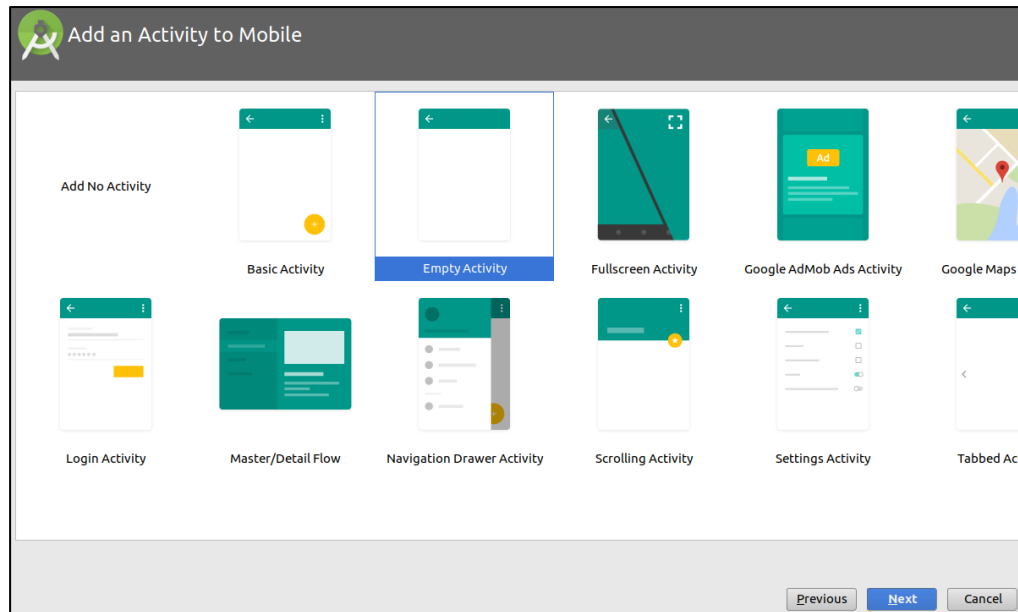 Add an Activity to Mobile
Ad
Add No Activity
Basic Activity
Empty Activity
Fullscreen Activity
Google AdMob Ads Activity
Google Maps
Login Activity
Master/Detail Flow
Navigation Drawer Activity
Scrolling Activity
Settings Activity
Tabbed Ac
Previous
Next
Cancel